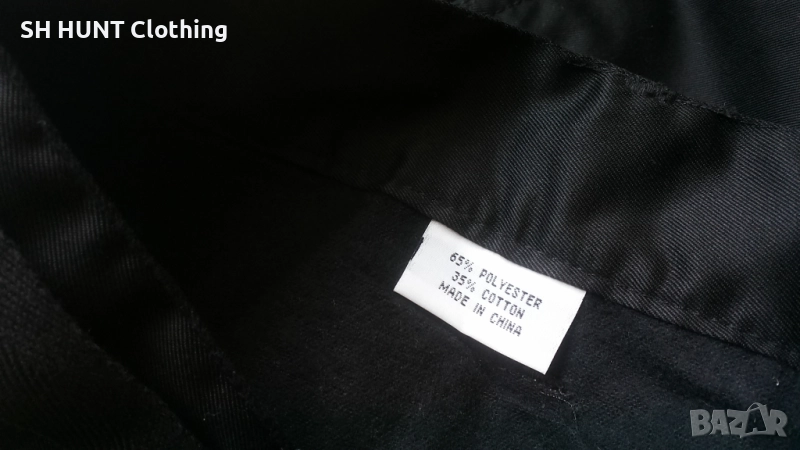 SH HUNT Clothing
65% POLYESTER
35% COTTON
MADE IN CHINA
BAZAR